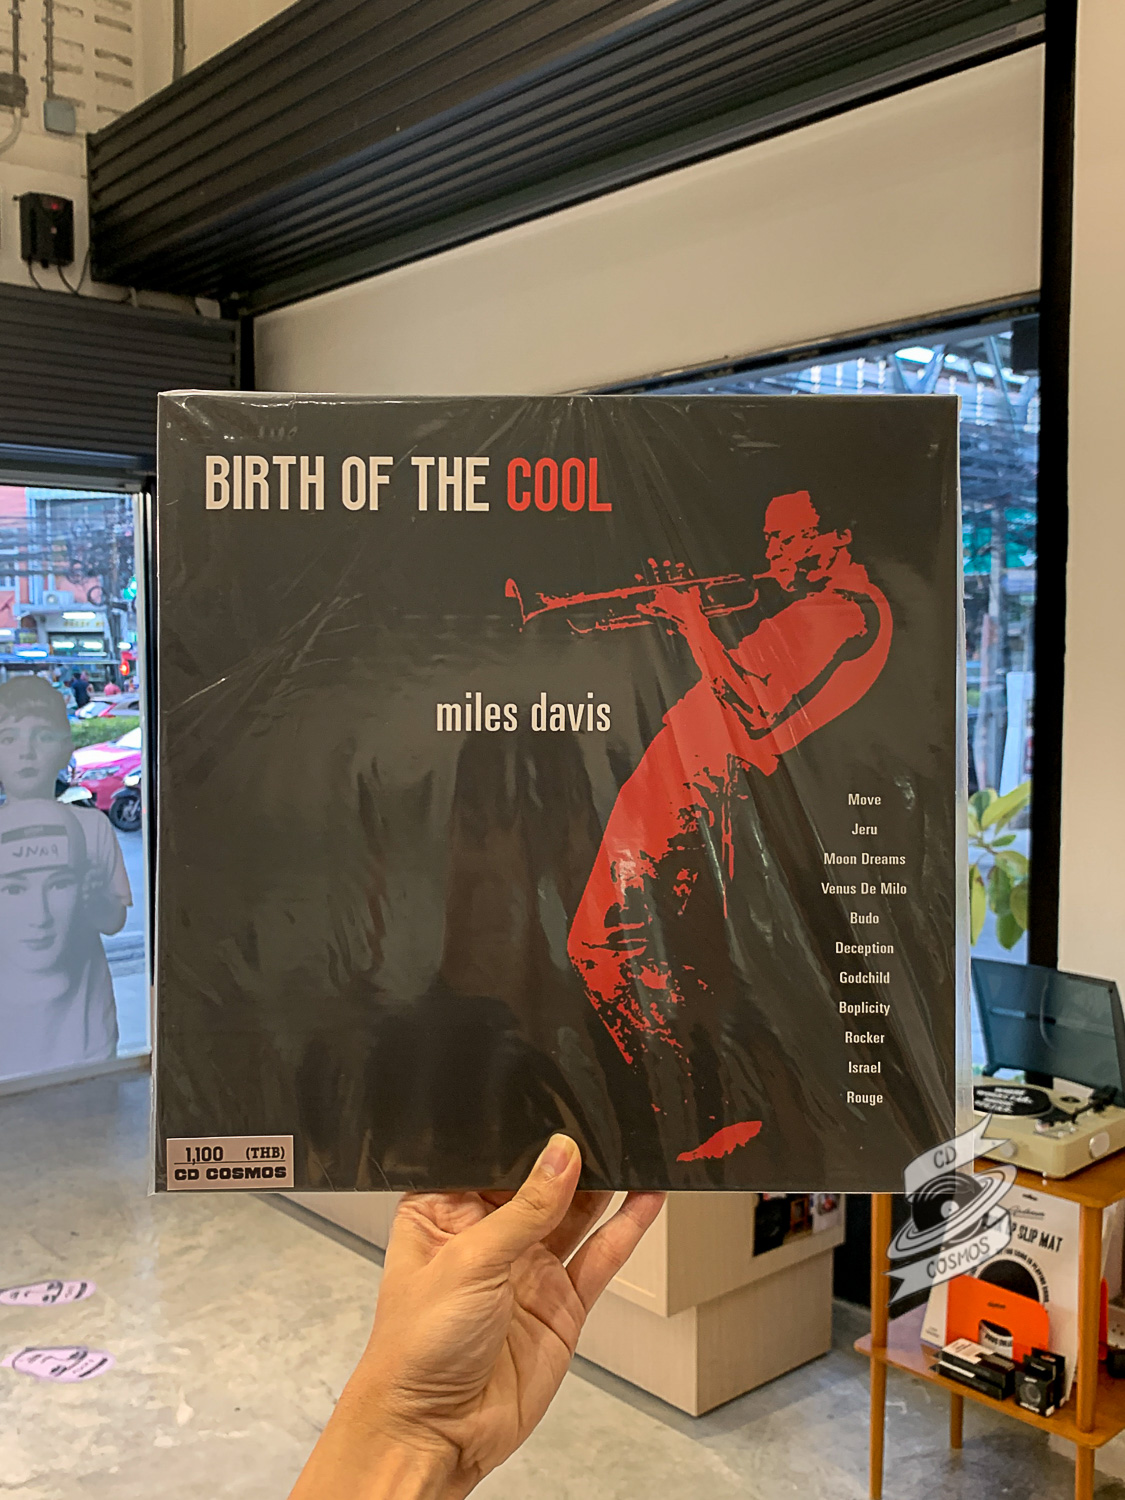 BIRTH OF THE COOL
miles davis
Move
Jeru
Moon Dreams
Venus De Milo
Budo
Deception
Godchild
Boplicity
Rocker
Israel
Rouge
1,100 (THB)
CD COSMOS
CD
COSMOS
SLIP MAT